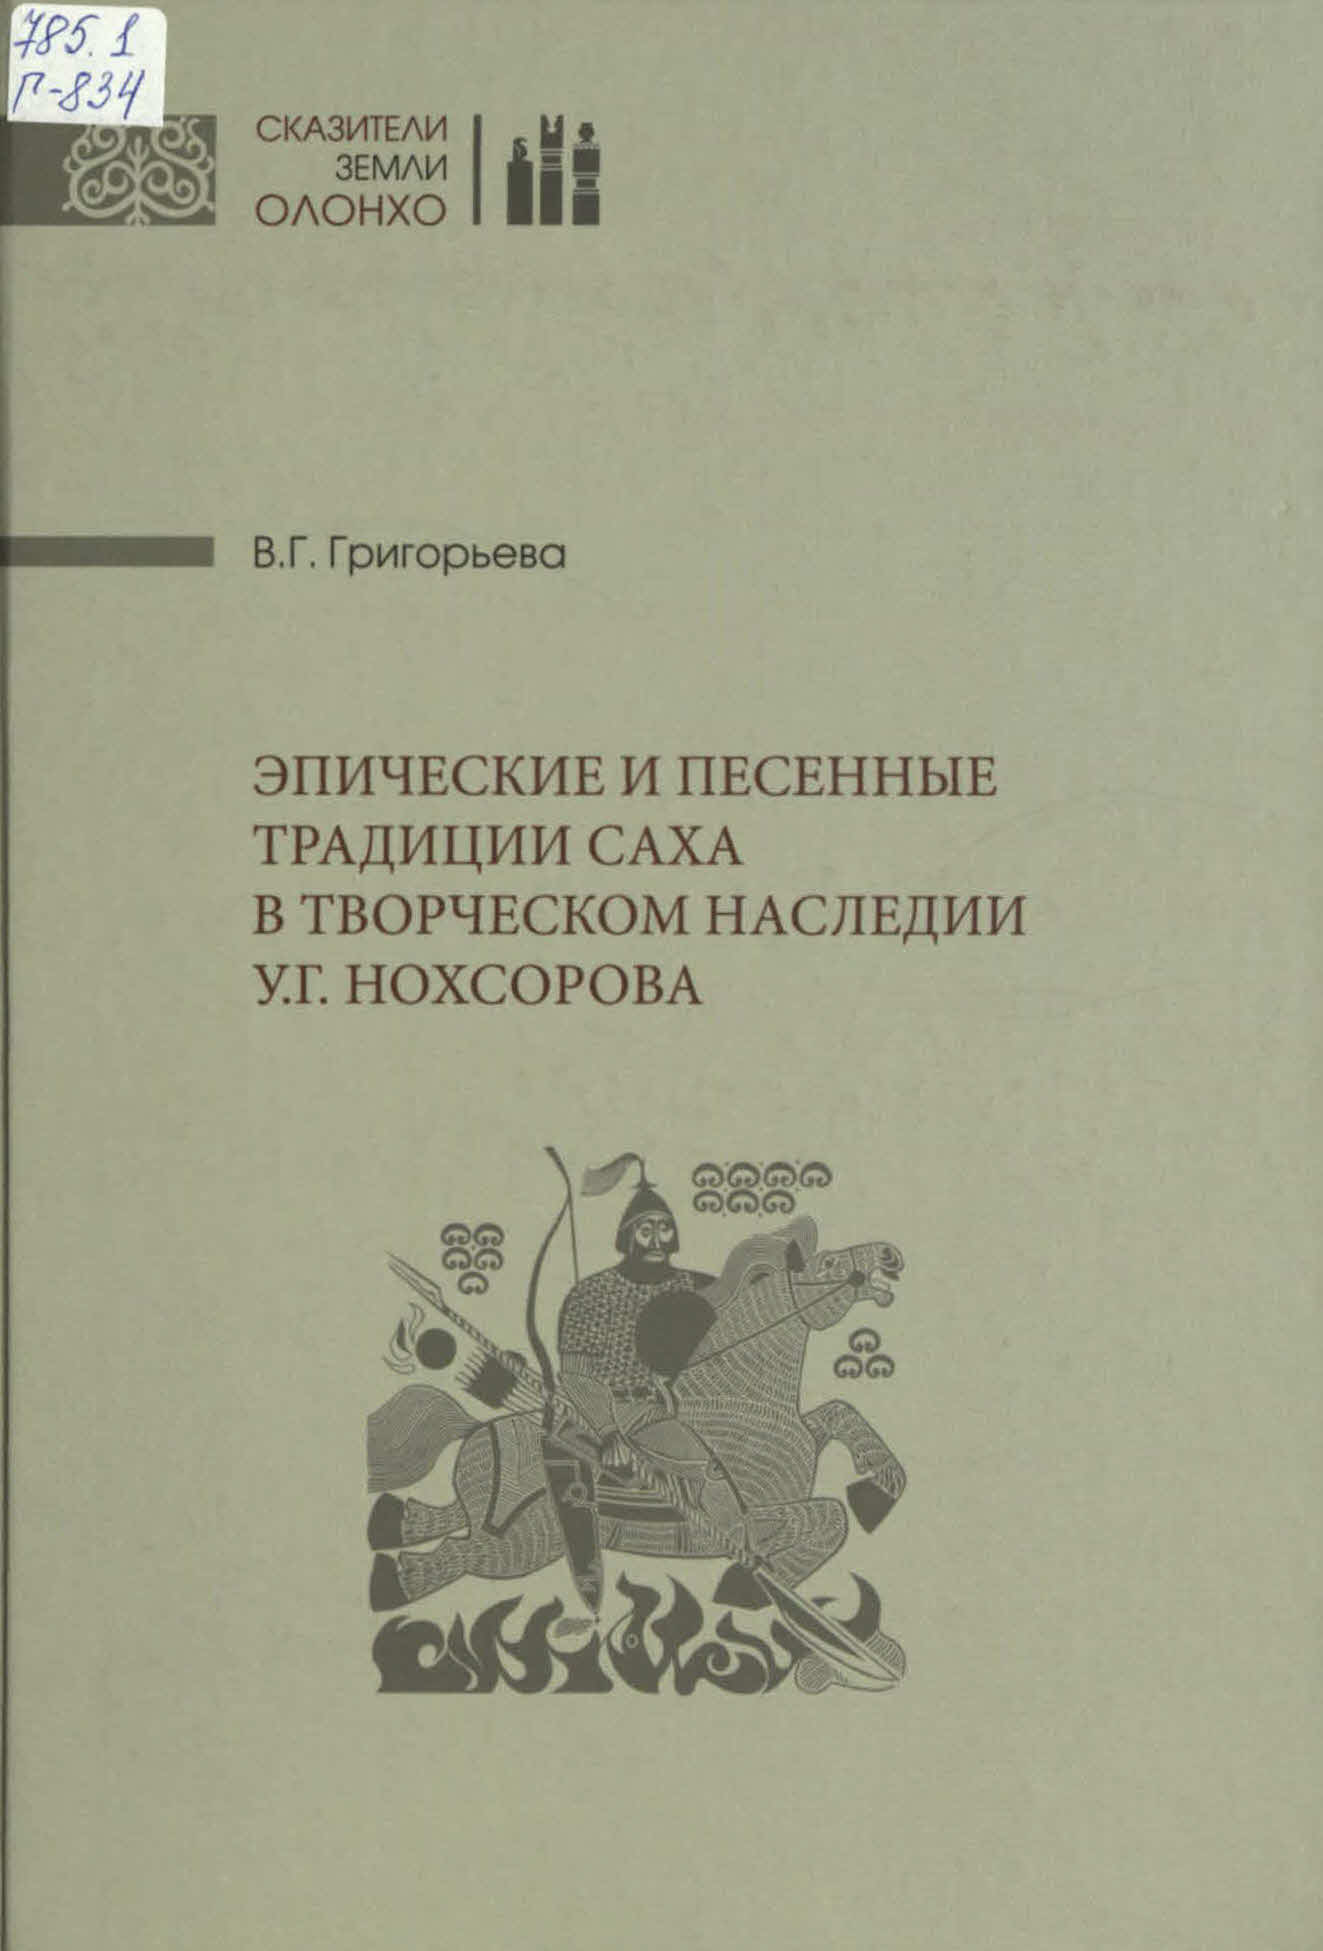 785.1
Г-834
СКАЗИТЕЛИ
ЗЕМЛИ
ОЛОНХО
В.Г. Григорьева
ЭПИЧЕСКИЕ И ПЕСЕННЫЕ
ТРАДИЦИИ САХА
В ТВОРЧЕСКОМ НАСЛЕДИИ
У.Г. НОХСОРОВА